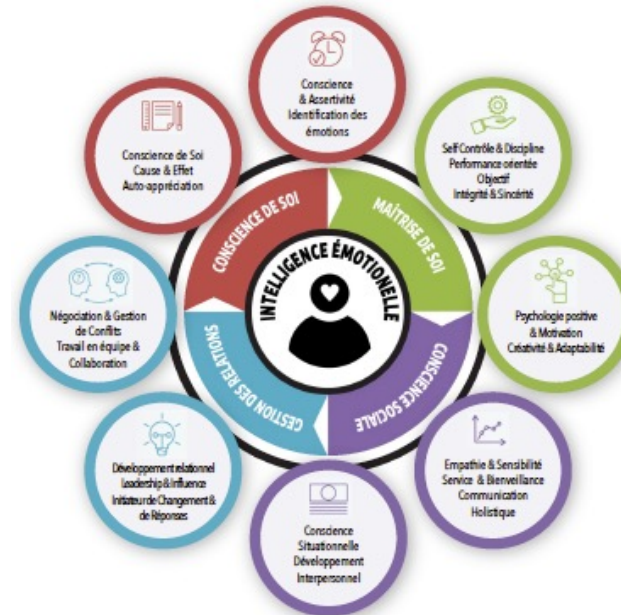 Conscience
& Assertivité
Identification des
émotions
Self Contrôle & Discipline
Performance orientée
Objectif
Intégrité & Sincérité
Psychologie positive
& Motivation
Créativité & Adaptabilité
Empathie & Sensibilité
Service & Bienveillance
Communication
Holistique
Conscience
Situationnelle
Développement
Interpersonnel
Développement relationnel
Leadership & Influence
Initiateur de Changement &
de Réponses
Négociation & Gestion
de Conflits
Travail en équipe &
Collaboration
Conscience de Soi
Cause & Effet
Auto-appréciation
CONSCIENCE DE SOI
MAÎTRISE DE SOI
CONSCIENCE SOCIALE
GESTION DES RELATIONS
INTELLIGENCE ÉMOTIONELLE